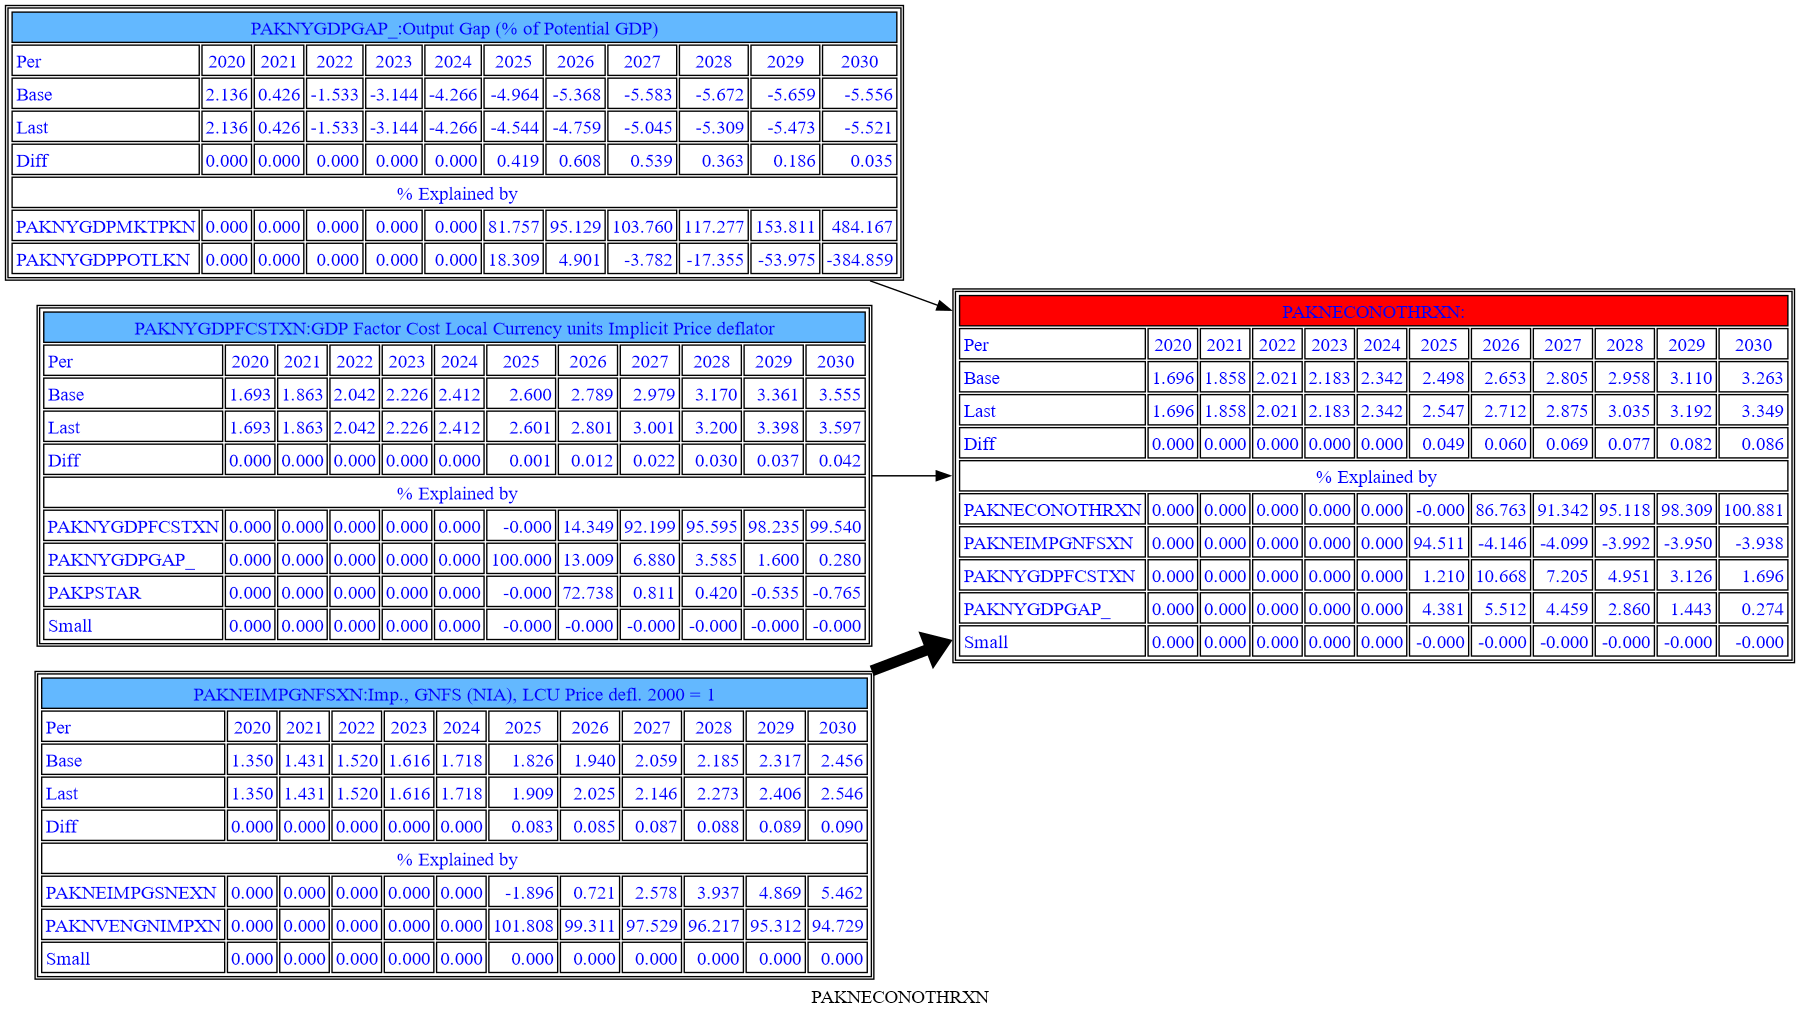 PAKNYGDPGAP_:Output Gap (% of Potential GDP)
Per 2020 2021 2022 2023 2024 2025 2026 2027 2028 2029 2030
Base 2.136 0.426 -1.533 -3.144 -4.266 -4.964 -5.368 -5.583 -5.672 -5.659 -5.556
Last 2.136 0.426 -1.533 -3.144 -4.266 -4.544 -4.759 -5.045 -5.309 -5.473 -5.521
Diff 0.000 0.000 0.000 0.000 0.000 0.419 0.608 0.539 0.363 0.186 0.035
% Explained by
PAKNYGDPMKTPKN 0.000 0.000 0.000 0.000 0.000 81.757 95.129 103.760 117.277 153.811 484.167
PAKNYGDPPOTLKN 0.000 0.000 0.000 0.000 0.000 18.309 4.901 -3.782 -17.355 -53.975 -384.859
PAKNYGDPFCSTXN:GDP Factor Cost Local Currency units Implicit Price deflator
Per 2020 2021 2022 2023 2024 2025 2026 2027 2028 2029 2030
Base 1.693 1.863 2.042 2.226 2.412 2.600 2.789 2.979 3.170 3.361 3.555
Last 1.693 1.863 2.042 2.226 2.412 2.601 2.801 3.001 3.200 3.398 3.597
Diff 0.000 0.000 0.000 0.000 0.000 0.001 0.012 0.022 0.030 0.037 0.042
% Explained by
PAKNYGDPFCSTXN 0.000 0.000 0.000 0.000 0.000 -0.000 14.349 92.199 95.595 98.235 99.540
PAKNYGDPGAP_ 0.000 0.000 0.000 0.000 0.000 100.000 13.009 6.880 3.585 1.600 0.280
PAKPSTAR 0.000 0.000 0.000 0.000 0.000 -0.000 72.738 0.811 0.420 -0.535 -0.765
Small 0.000 0.000 0.000 0.000 0.000 -0.000 -0.000 -0.000 -0.000 -0.000 -0.000
PAKNEIMPGNFSXN:Imp., GNFS (NIA), LCU Price defl. 2000 = 1
Per 2020 2021 2022 2023 2024 2025 2026 2027 2028 2029 2030
Base 1.350 1.431 1.520 1.616 1.718 1.826 1.940 2.059 2.185 2.317 2.456
Last 1.350 1.431 1.520 1.616 1.718 1.909 2.025 2.146 2.273 2.406 2.546
Diff 0.000 0.000 0.000 0.000 0.000 0.083 0.085 0.087 0.088 0.089 0.090
% Explained by
PAKNEIMPGSNEXN 0.000 0.000 0.000 0.000 0.000 -1.896 0.721 2.578 3.937 4.869 5.462
PAKNVENGNIMPXN 0.000 0.000 0.000 0.000 0.000 101.808 99.311 97.529 96.217 95.312 94.729
Small 0.000 0.000 0.000 0.000 0.000 0.000 0.000 0.000 0.000 0.000 0.000
PAKNECONOTHRXN:
Per 2020 2021 2022 2023 2024 2025 2026 2027 2028 2029 2030
Base 1.696 1.858 2.021 2.183 2.342 2.498 2.653 2.805 2.958 3.110 3.263
Last 1.696 1.858 2.021 2.183 2.342 2.547 2.712 2.875 3.035 3.192 3.349
Diff 0.000 0.000 0.000 0.000 0.000 0.049 0.060 0.069 0.077 0.082 0.086
% Explained by
PAKNECONOTHRXN 0.000 0.000 0.000 0.000 0.000 -0.000 86.763 91.342 95.118 98.309 100.881
PAKNEIMPGNFSXN 0.000 0.000 0.000 0.000 0.000 94.511 -4.146 -4.099 -3.992 -3.950 -3.938
PAKNYGDPFCSTXN 0.000 0.000 0.000 0.000 0.000 1.210 10.668 7.205 4.951 3.126 1.696
PAKNYGDPGAP_ 0.000 0.000 0.000 0.000 0.000 4.381 5.512 4.459 2.860 1.443 0.274
Small 0.000 0.000 0.000 0.000 0.000 -0.000 -0.000 -0.000 -0.000 -0.000 -0.000
PAKNECONOTHRXN